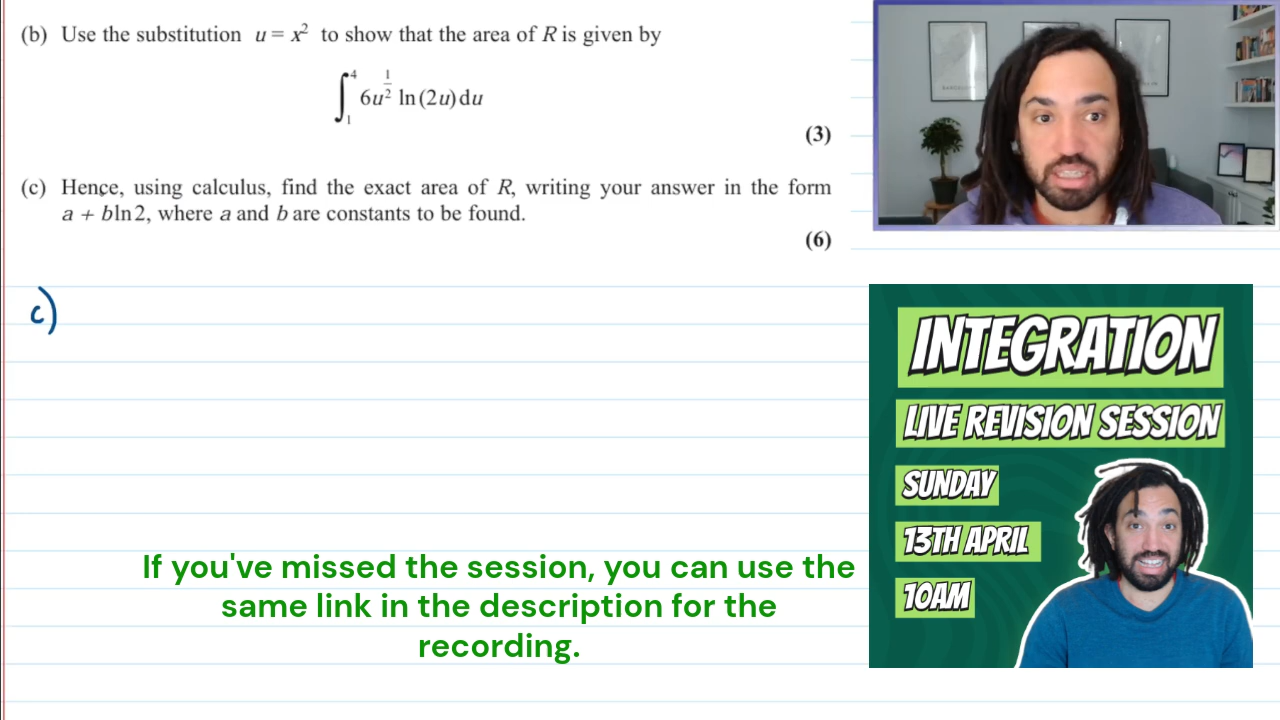 (b) Use the substitution u = x² to show that the area of R is given by
∫₁⁴ 6u^{1/2} ln(2u) du
(3)
(c) Hence, using calculus, find the exact area of R, writing your answer in the form
a + b ln 2, where a and b are constants to be found.
(6)
c)
If you've missed the session, you can use the
same link in the description for the
recording.
INTEGRATION
LIVE REVISION SESSION
SUNDAY
13TH APRIL
10AM